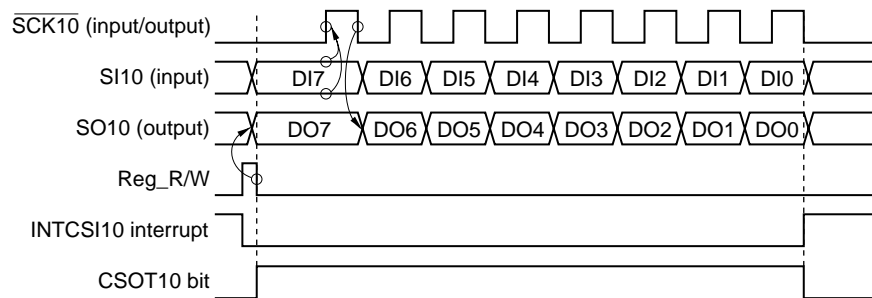 SCK10 (input/output)
SI10 (input) DI7 DI6 DI5 DI4 DI3 DI2 DI1 DI0
SO10 (output) DO7 DO6 DO5 DO4 DO3 DO2 DO1 DO0
Reg_R/W
INTCSI10 interrupt
CSOT10 bit